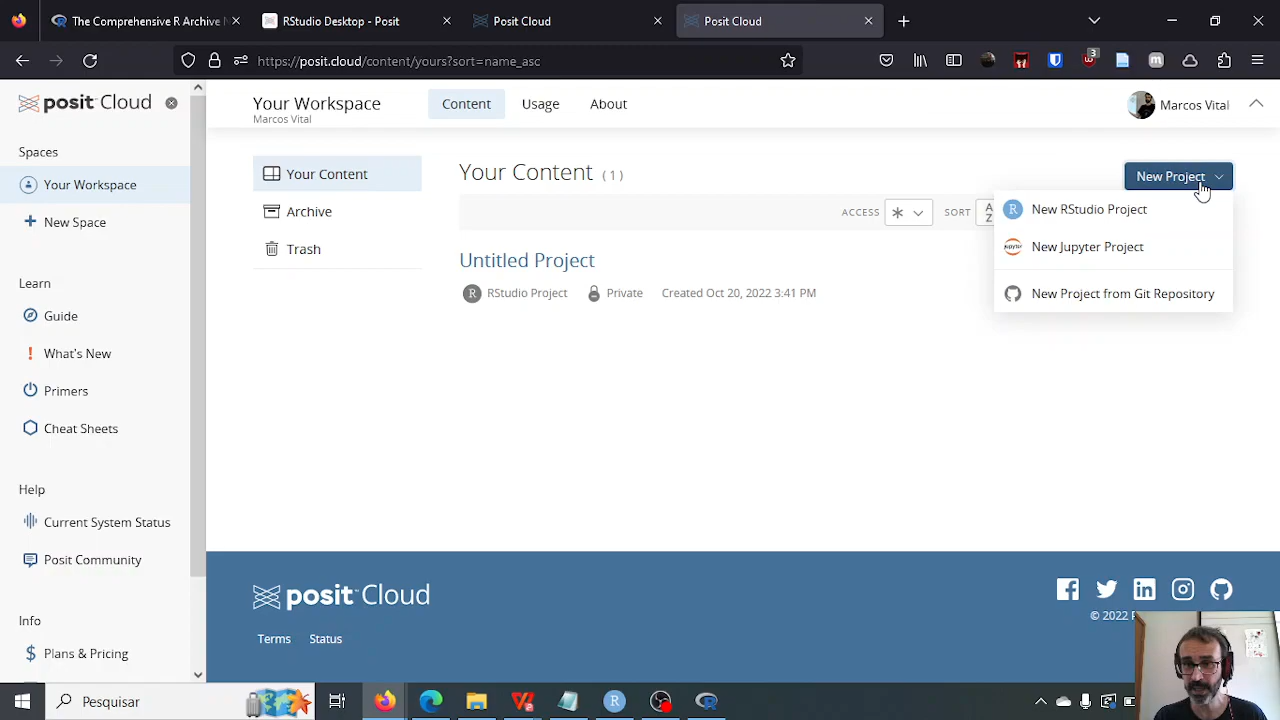 The Comprehensive R Archive
RStudio Desktop - Posit
Posit Cloud
Posit Cloud
https://posit.cloud/content/yours?sort=name_asc
3
posit Cloud
Spaces
Your Workspace
New Space
Learn
Guide
What's New
Primers
Cheat Sheets
Help
Current System Status
Posit Community
Info
Plans & Pricing
Your Workspace
Marcos Vital
Content
Usage
About
Marcos Vital
Your Content
Archive
Trash
Your Content (1)
New Project
ACCESS
SORT
A
Z
New RStudio Project
New Jupyter Project
New Project from Git Repository
Untitled Project
R RStudio Project
Private
Created Oct 20, 2022 3:41 PM
posit Cloud
Terms
Status
© 2022
Pesquisar